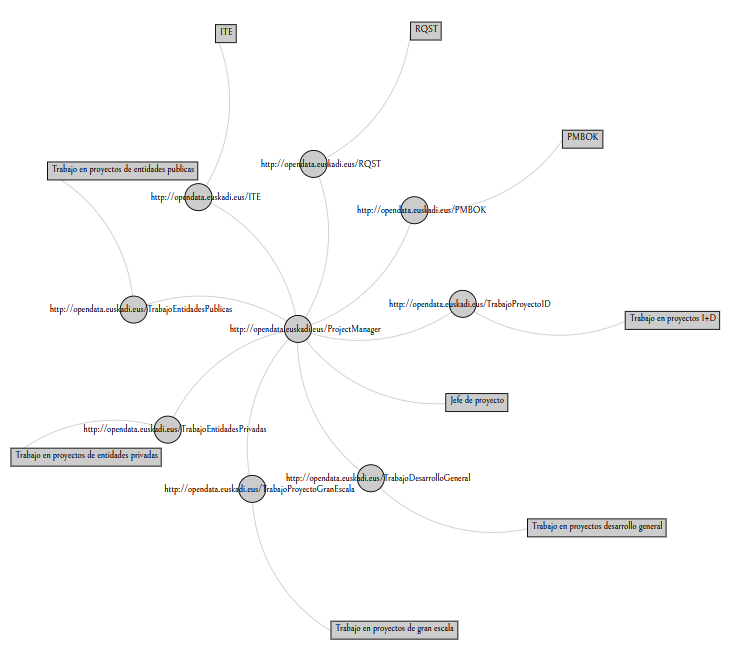 ITE
RQST
PMBOK
http://opendata.euskadi.eus/RQST
Trabajo en proyectos de entidades publicas
http://opendata.euskadi.eus/ITE
http://opendata.euskadi.eus/PMBOK
http://opendata.euskadi.eus/TrabajoEntidadesPublicas
http://opendata.euskadi.eus/TrabajoProyectoID
Trabajo en proyectos I+D
http://opendata.euskadi.eus/ProjectManager
Jefe de proyecto
http://opendata.euskadi.eus/TrabajoEntidadesPrivadas
Trabajo en proyectos de entidades privadas
http://opendata.euskadi.eus/TrabajoDesarrolloGeneral
http://opendata.euskadi.eus/TrabajoProyectoGranEscala
Trabajo en proyectos desarrollo general
Trabajo en proyectos de gran escala